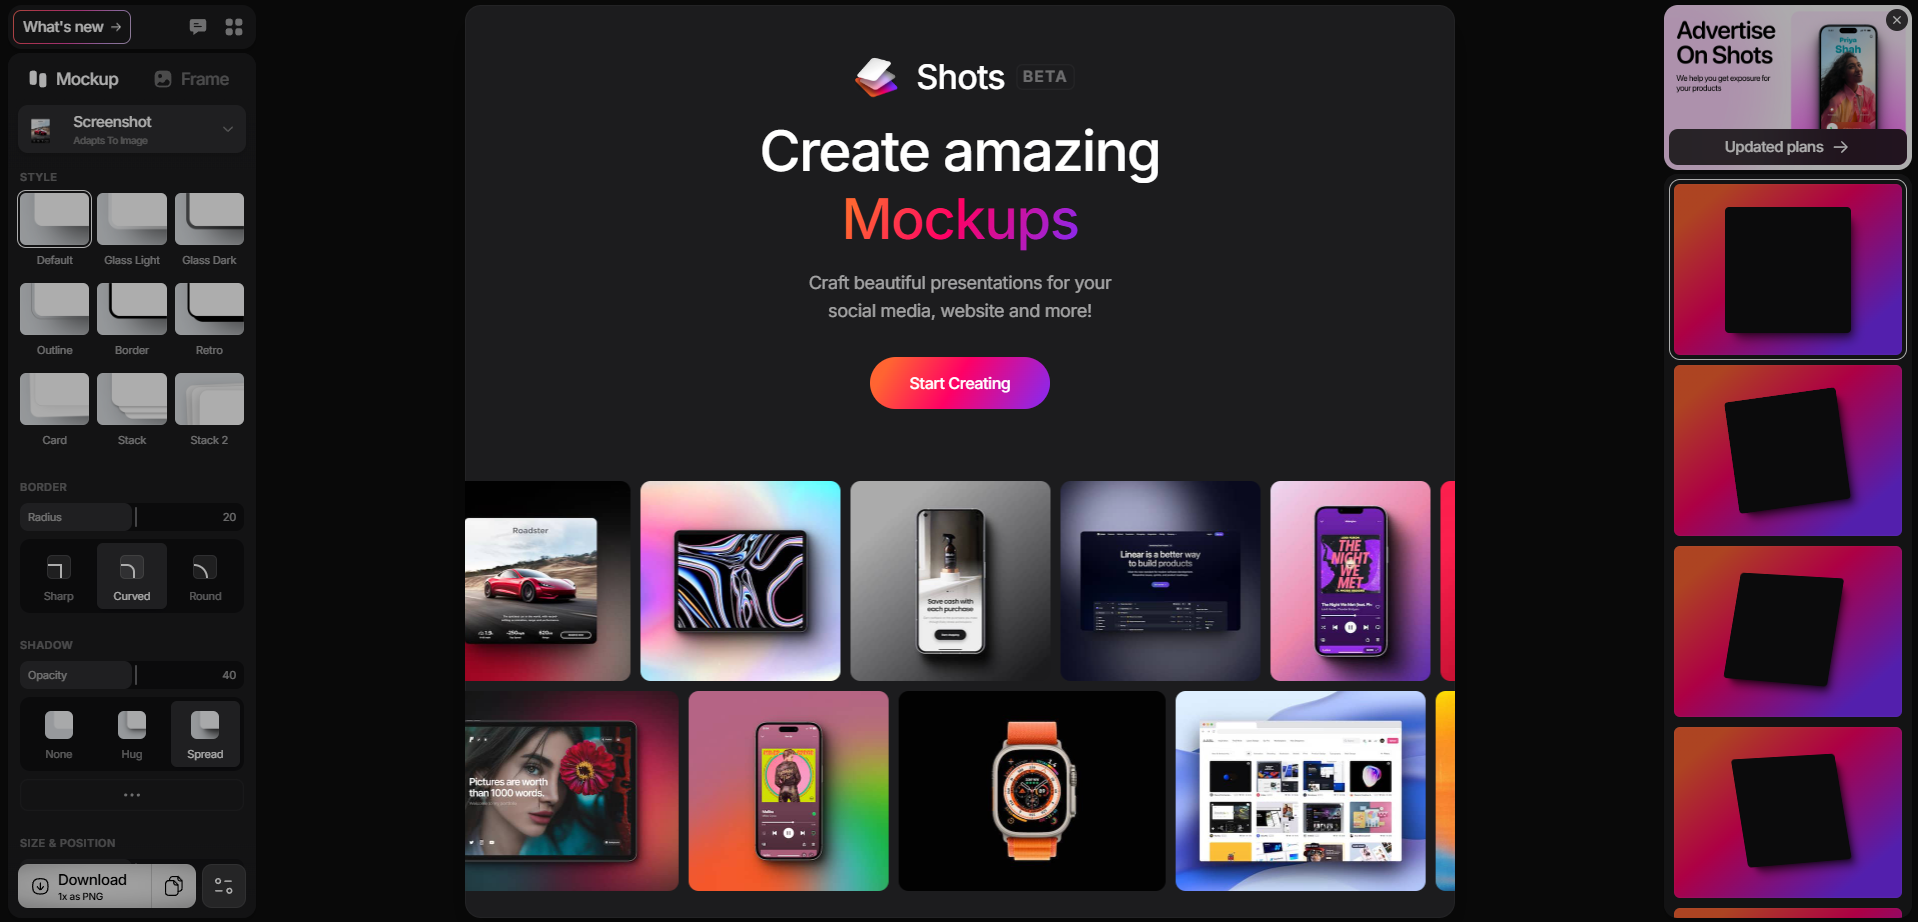 What's new →
Mockup
Frame
Screenshot
Adapts To Image
STYLE
Default
Glass Light
Glass Dark
Outline
Border
Retro
Card
Stack
Stack 2
BORDER
Radius
20
Sharp
Curved
Round
SHADOW
Opacity
40
None
Hug
Spread
SIZE & POSITION
Download
1x as PNG
Shots
BETA
Create amazing
Mockups
Craft beautiful presentations for your
social media, website and more!
Start Creating
Roadster
Save cash with
each purchase
Linear is a better way
to build products
THE
NIGHT
WE
MET
Pictures are worth
than 1000 words.
Advertise
On Shots
We help you get exposure for
your products
Priya
Shah
Updated plans →